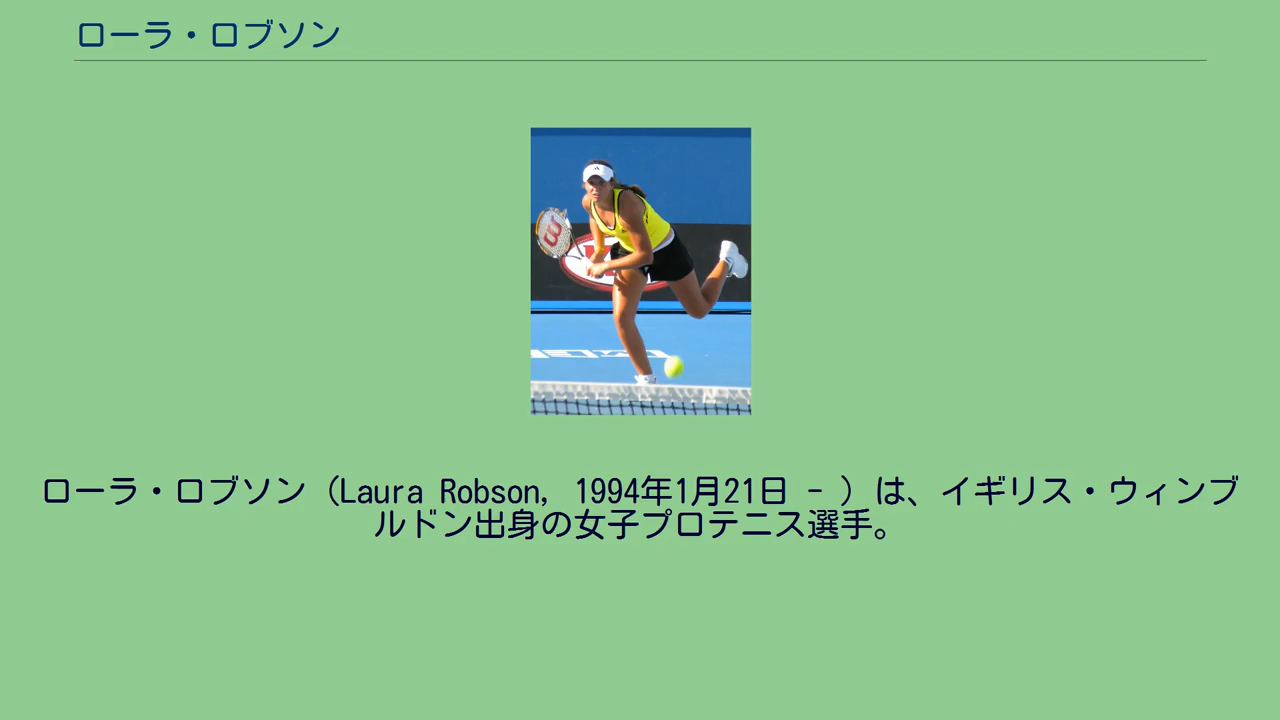 ローラ・ロブソン
ローラ・ロブソン（Laura Robson, 1994年1月21日 - ）は、イギリス・ウィンブ
ルドン出身の女子プロテニス選手。